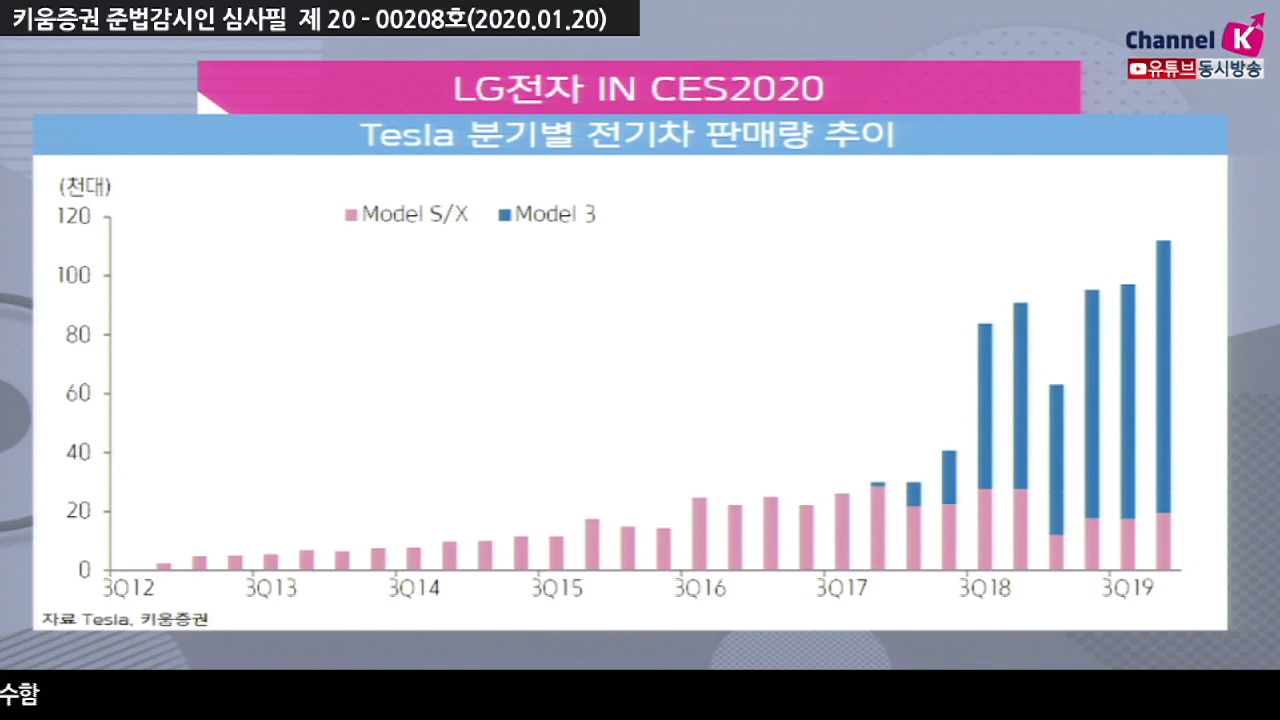 키움증권 준법감시인 심사필 제 20 - 00208호(2020.01.20)
Channel K
유튜브 동시방송
LG전자 IN CES2020
Tesla 분기별 전기차 판매량 추이
(천대)
Model S/X Model 3
120
100
80
60
40
20
0
3Q12 3Q13 3Q14 3Q15 3Q16 3Q17 3Q18 3Q19
자료 Tesla, 키움증권
수함